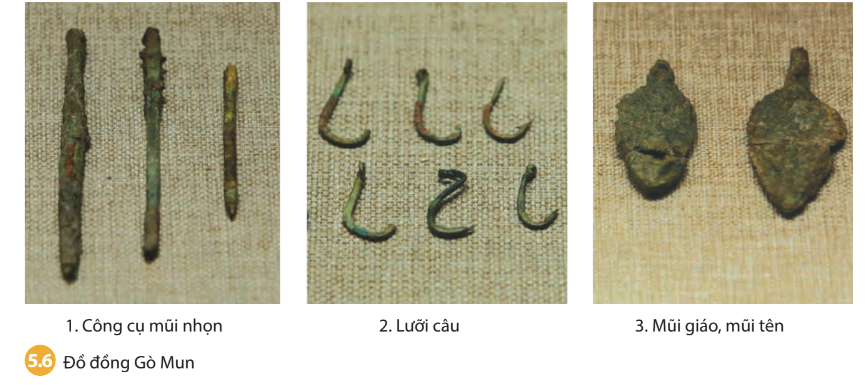 1. Công cụ mũi nhọn
2. Lưỡi câu
3. Mũi giáo, mũi tên
5.6 Đồ đồng Gò Mun